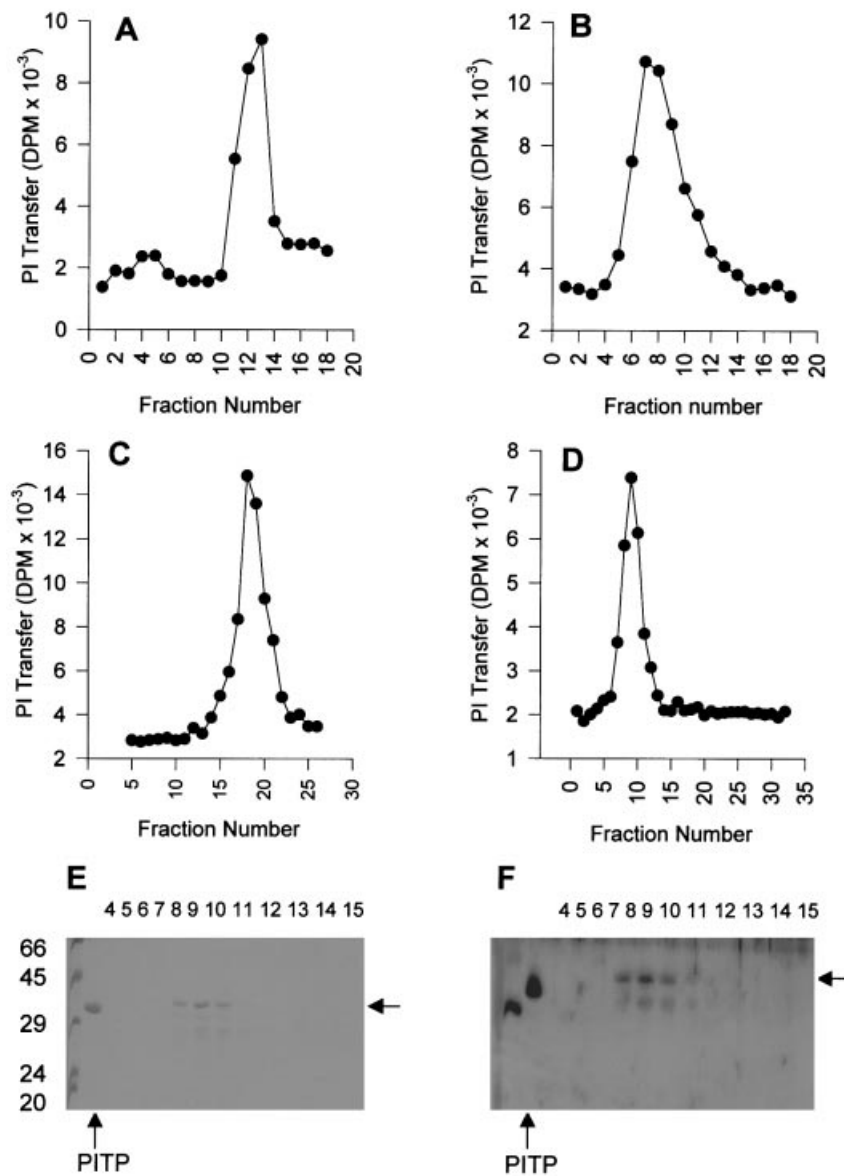 A
PI Transfer (DPM x 10-3)
10
8
6
4
2
0
0 2 4 6 8 10 12 14 16 18 20
Fraction Number
B
PI Transfer (DPM x 10-3)
12
10
8
6
4
2
0 2 4 6 8 10 12 14 16 18 20
Fraction number
C
PI Transfer (DPM x 10-3)
16
14
12
10
8
6
4
2
0 5 10 15 20 25 30
Fraction Number
D
PI Transfer (DPM x 10-3)
8
7
6
5
4
3
2
1
0 5 10 15 20 25 30 35
Fraction Number
E
4 5 6 7 8 9 10 11 12 13 14 15
66
45
29
24
20
PITP
F
4 5 6 7 8 9 10 11 12 13 14 15
PITP